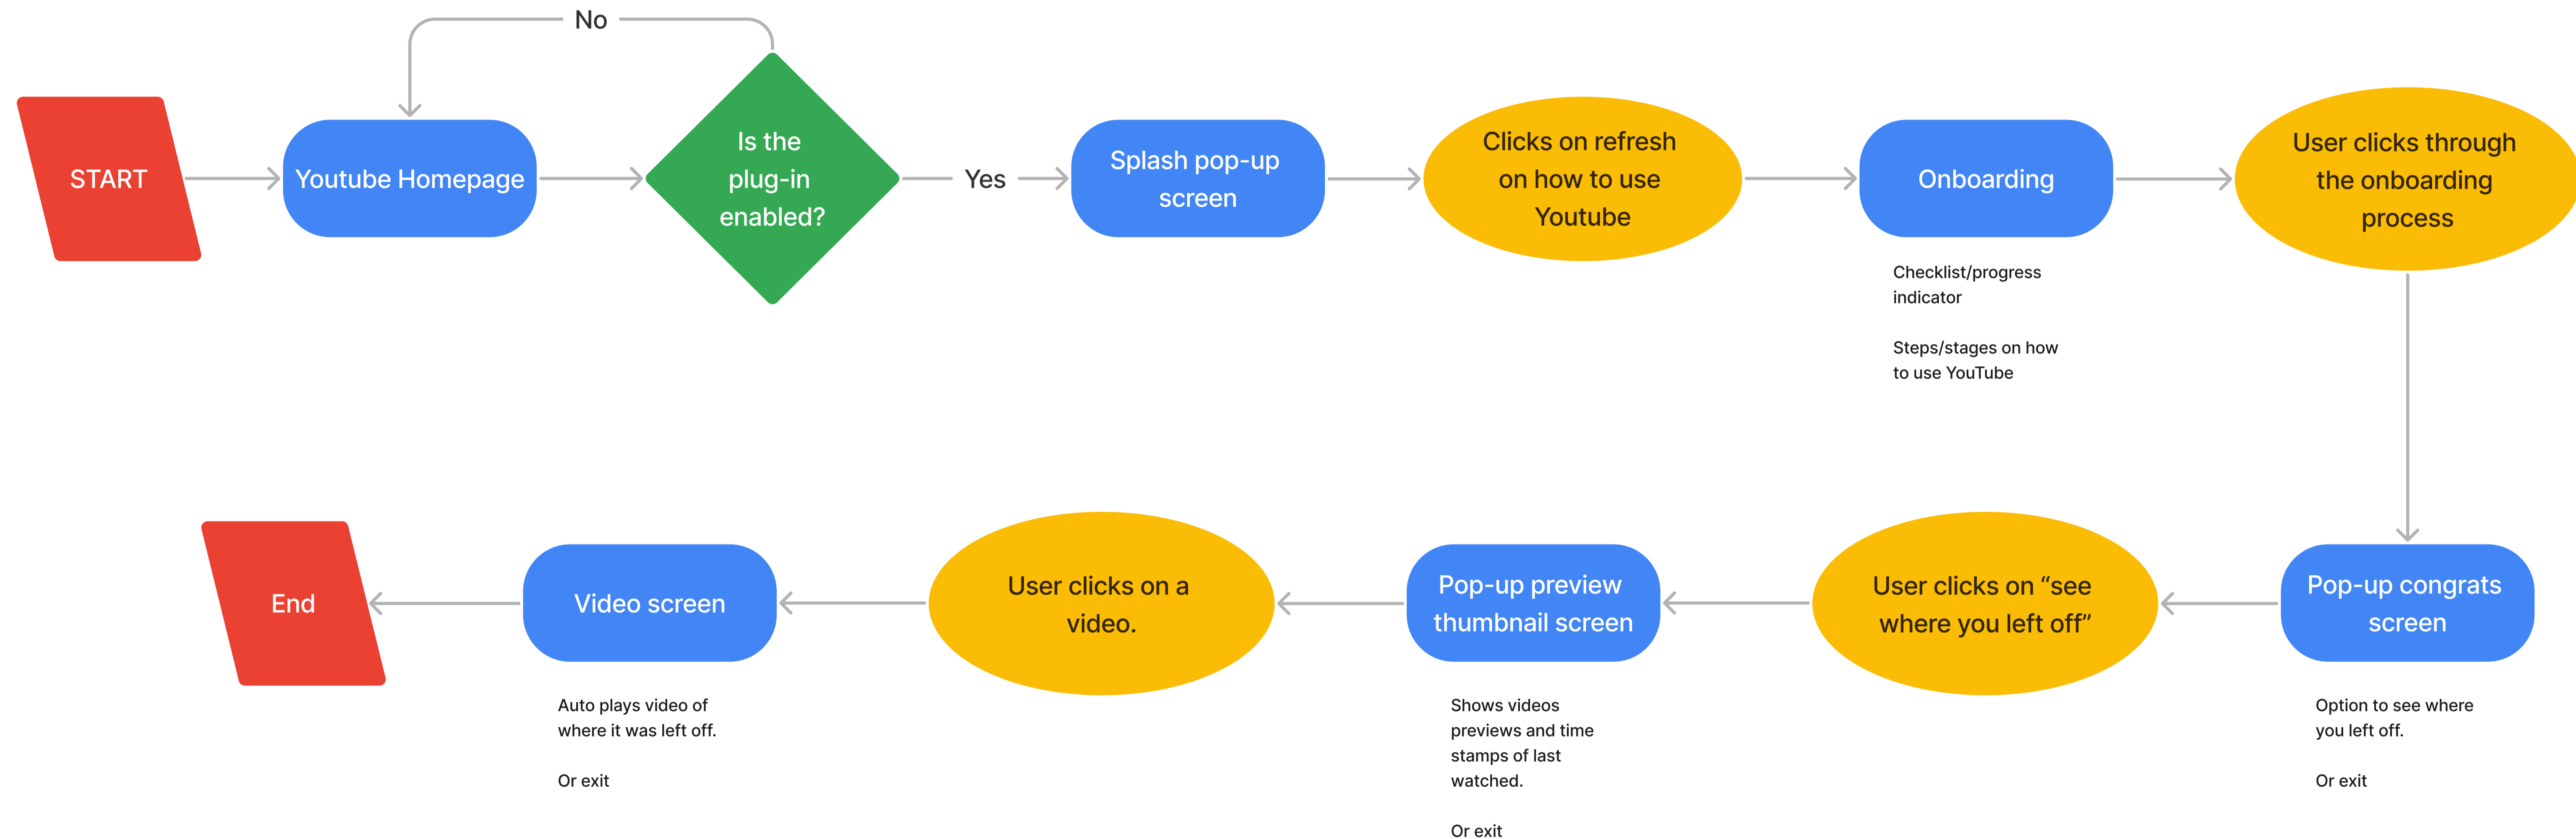 No
START
Youtube Homepage
Is the
plug-in
enabled?
Yes
Splash pop-up
screen
Clicks on refresh
on how to use
Youtube
Onboarding
Checklist/progress
indicator
Steps/stages on how
to use YouTube
User clicks through
the onboarding
process
Pop-up congrats
screen
Option to see where
you left off.
Or exit
User clicks on “see
where you left off”
Pop-up preview
thumbnail screen
Shows videos
previews and time
stamps of last
watched.
Or exit
User clicks on a
video.
Video screen
Auto plays video of
where it was left off.
Or exit
End